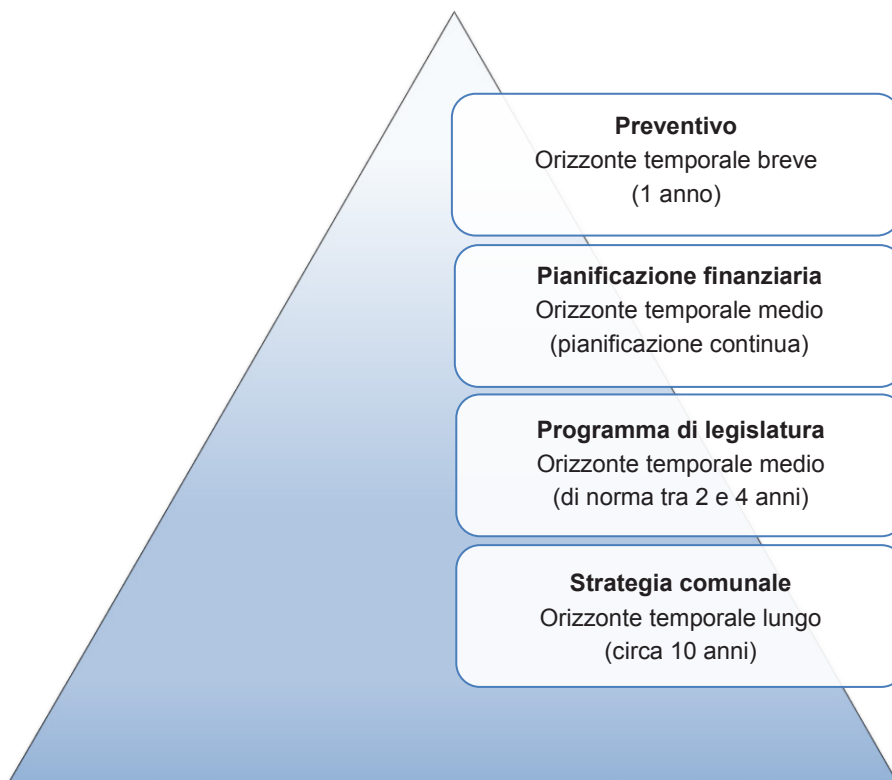 Preventivo
Orizzonte temporale breve
(1 anno)
Pianificazione finanziaria
Orizzonte temporale medio
(pianificazione continua)
Programma di legislatura
Orizzonte temporale medio
(di norma tra 2 e 4 anni)
Strategia comunale
Orizzonte temporale lungo
(circa 10 anni)